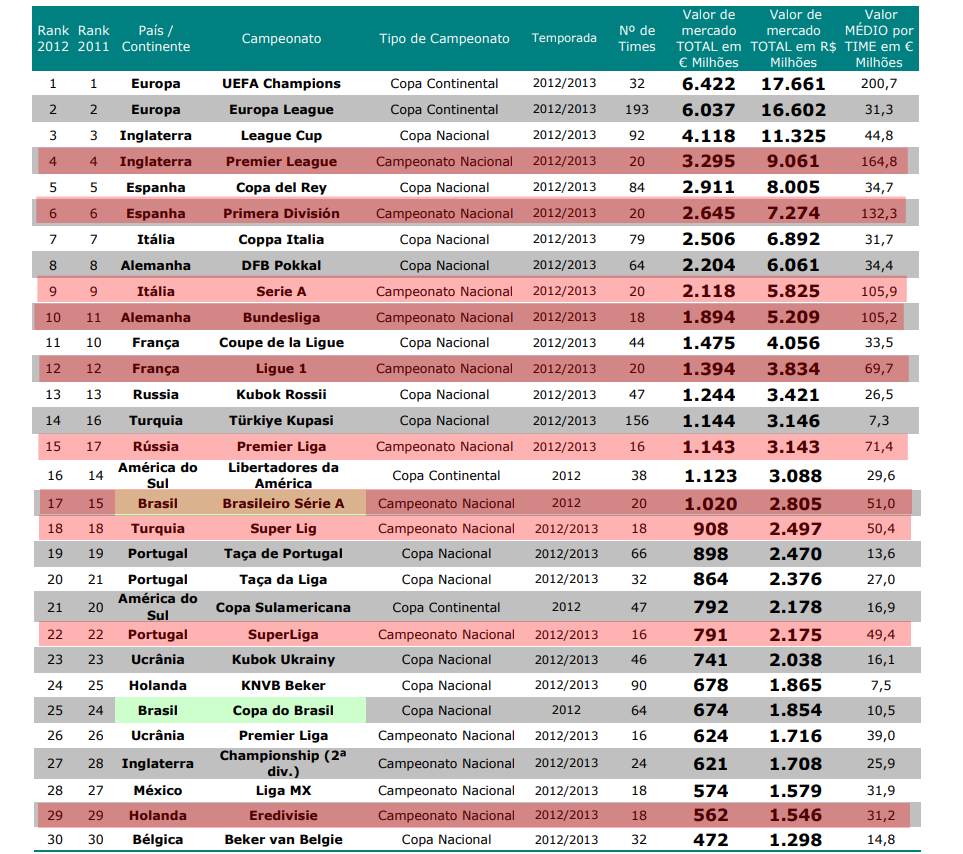 Rank 2012 Rank 2011 País / Continente Campeonato Tipo de Campeonato Temporada Nº de Times Valor de mercado TOTAL em € Milhões Valor de mercado TOTAL em R$ Milhões Valor MÉDIO por TIME em € Milhões
1 1 Europa UEFA Champions Copa Continental 2012/2013 32 6.422 17.661 200,7
2 2 Europa Europa League Copa Continental 2012/2013 193 6.037 16.602 31,3
3 3 Inglaterra League Cup Copa Nacional 2012/2013 92 4.118 11.325 44,8
4 4 Inglaterra Premier League Campeonato Nacional 2012/2013 20 3.295 9.061 164,8
5 5 Espanha Copa del Rey Copa Nacional 2012/2013 84 2.911 8.005 34,7
6 6 Espanha Primera División Campeonato Nacional 2012/2013 20 2.645 7.274 132,3
7 7 Itália Coppa Italia Copa Nacional 2012/2013 79 2.506 6.892 31,7
8 8 Alemanha DFB Pokkal Copa Nacional 2012/2013 64 2.204 6.061 34,4
9 9 Itália Serie A Campeonato Nacional 2012/2013 20 2.118 5.825 105,9
10 11 Alemanha Bundesliga Campeonato Nacional 2012/2013 18 1.894 5.209 105,2
11 10 França Coupe de la Ligue Copa Nacional 2012/2013 44 1.475 4.056 33,5
12 12 França Ligue 1 Campeonato Nacional 2012/2013 20 1.394 3.834 69,7
13 13 Russia Kubok Rossii Copa Nacional 2012/2013 47 1.244 3.421 26,5
14 16 Turquia Türkiye Kupasi Copa Nacional 2012/2013 156 1.144 3.146 7,3
15 17 Rússia Premier Liga Campeonato Nacional 2012/2013 16 1.143 3.143 71,4
16 14 América do Sul Libertadores da América Copa Continental 2012 38 1.123 3.088 29,6
17 15 Brasil Brasileiro Série A Campeonato Nacional 2012 20 1.020 2.805 51,0
18 18 Turquia Super Lig Campeonato Nacional 2012/2013 18 908 2.497 50,4
19 19 Portugal Taça de Portugal Copa Nacional 2012/2013 66 898 2.470 13,6
20 21 Portugal Taça da Liga Copa Nacional 2012/2013 32 864 2.376 27,0
21 20 América do Sul Copa Sulamericana Copa Continental 2012 47 792 2.178 16,9
22 22 Portugal SuperLiga Campeonato Nacional 2012/2013 16 791 2.175 49,4
23 23 Ucrânia Kubok Ukrainy Copa Nacional 2012/2013 46 741 2.038 16,1
24 25 Holanda KNVB Beker Copa Nacional 2012/2013 90 678 1.865 7,5
25 24 Brasil Copa do Brasil Copa Nacional 2012 64 674 1.854 10,5
26 26 Ucrânia Premier Liga Campeonato Nacional 2012/2013 16 624 1.716 39,0
27 28 Inglaterra Championship (2ª div.) Campeonato Nacional 2012/2013 24 621 1.708 25,9
28 27 México Liga MX Campeonato Nacional 2012/2013 18 574 1.579 31,9
29 29 Holanda Eredivisie Campeonato Nacional 2012/2013 18 562 1.546 31,2
30 30 Bélgica Beker van Belgie Copa Nacional 2012/2013 32 472 1.298 14,8